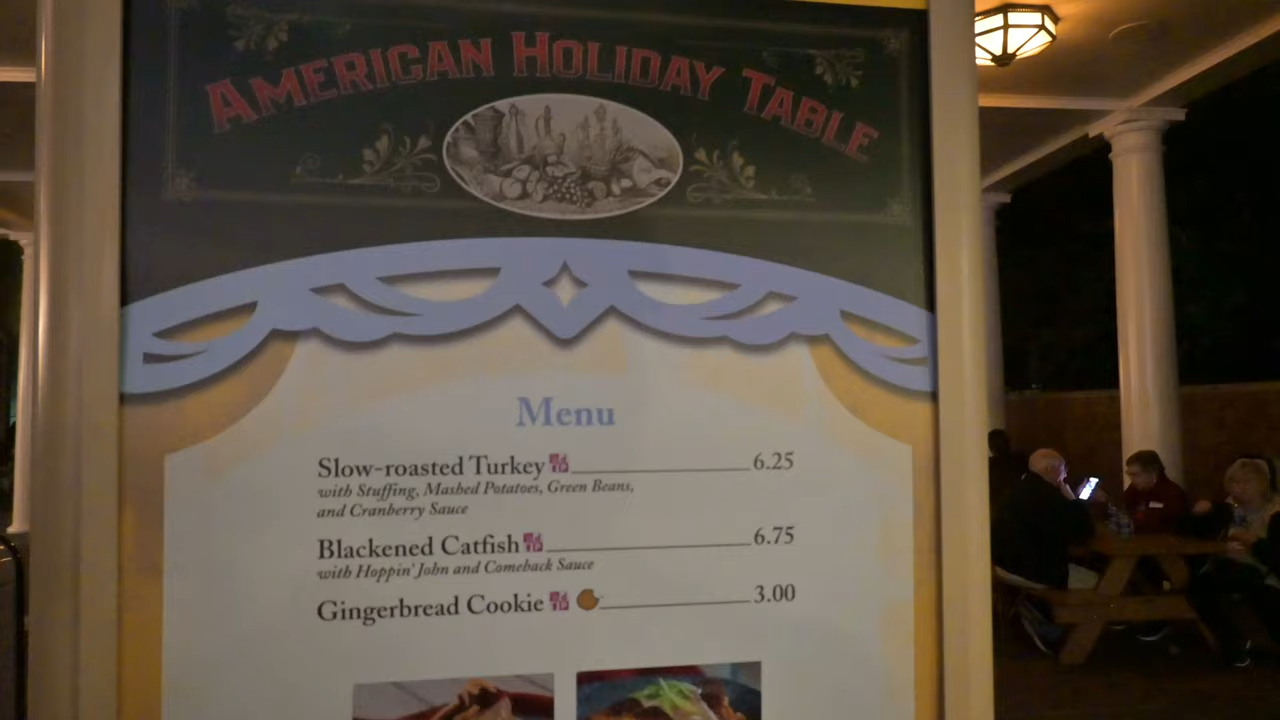 AMERICAN HOLIDAY TABLE
Menu
Slow-roasted Turkey 6.25
with Stuffing, Mashed Potatoes, Green Beans,
and Cranberry Sauce
Blackened Catfish 6.75
with Hoppin' John and Comeback Sauce
Gingerbread Cookie 3.00